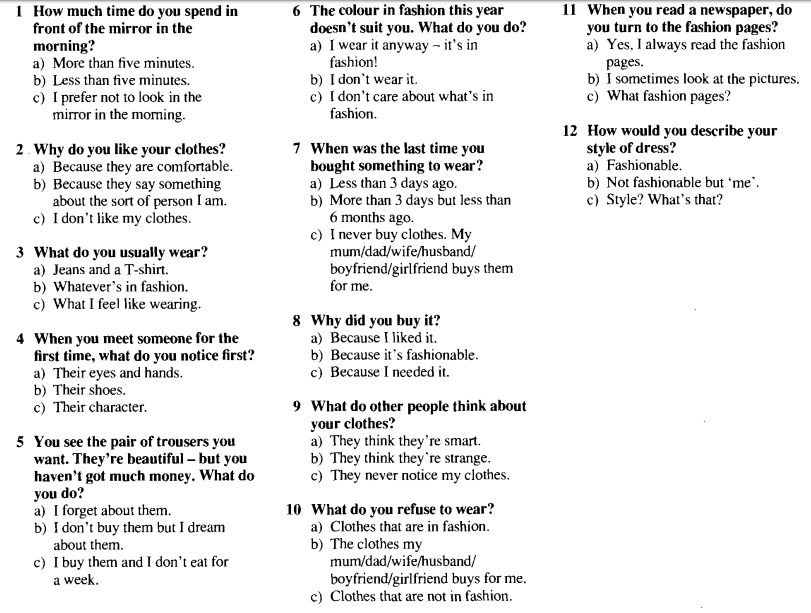 1 How much time do you spend in
front of the mirror in the
morning?
a) More than five minutes.
b) Less than five minutes.
c) I prefer not to look in the
mirror in the morning.
2 Why do you like your clothes?
a) Because they are comfortable.
b) Because they say something
about the sort of person I am.
c) I don't like my clothes.
3 What do you usually wear?
a) Jeans and a T-shirt.
b) Whatever's in fashion.
c) What I feel like wearing.
4 When you meet someone for the
first time, what do you notice first?
a) Their eyes and hands.
b) Their shoes.
c) Their character.
5 You see the pair of trousers you
want. They're beautiful – but you
haven't got much money. What do
you do?
a) I forget about them.
b) I don't buy them but I dream
about them.
c) I buy them and I don't eat for
a week.
6 The colour in fashion this year
doesn't suit you. What do you do?
a) I wear it anyway – it's in
fashion!
b) I don't wear it.
c) I don't care about what's in
fashion.
7 When was the last time you
bought something to wear?
a) Less than 3 days ago.
b) More than 3 days but less than
6 months ago.
c) I never buy clothes. My
mum/dad/wife/husband/
boyfriend/girlfriend buys them
for me.
8 Why did you buy it?
a) Because I liked it.
b) Because it's fashionable.
c) Because I needed it.
9 What do other people think about
your clothes?
a) They think they're smart.
b) They think they're strange.
c) They never notice my clothes.
10 What do you refuse to wear?
a) Clothes that are in fashion.
b) The clothes my
mum/dad/wife/husband/
boyfriend/girlfriend buys for me.
c) Clothes that are not in fashion.
11 When you read a newspaper, do
you turn to the fashion pages?
a) Yes, I always read the fashion
pages.
b) I sometimes look at the pictures.
c) What fashion pages?
12 How would you describe your
style of dress?
a) Fashionable.
b) Not fashionable but 'me'.
c) Style? What's that?